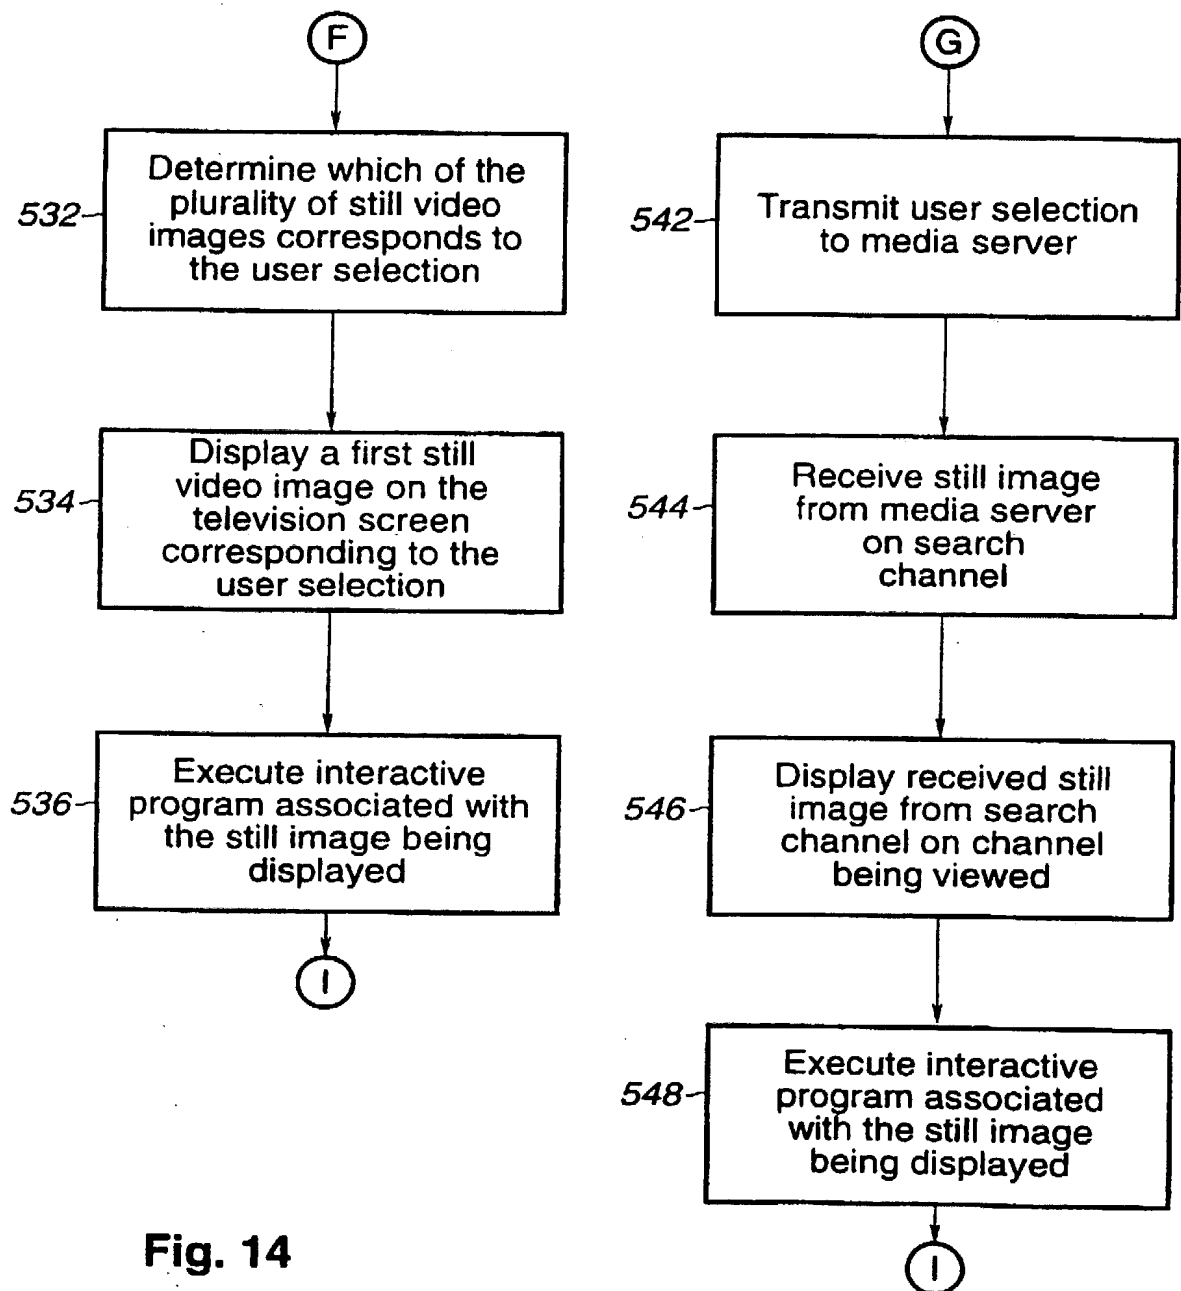 F
532
Determine which of the
plurality of still video
images corresponds to
the user selection
534
Display a first still
video image on the
television screen
corresponding to the
user selection
536
Execute interactive
program associated with
the still image being
displayed
I
G
542
Transmit user selection
to media server
544
Receive still image
from media server
on search
channel
546
Display received still
image from search
channel on channel
being viewed
548
Execute interactive
program associated
with the still image
being displayed
I
Fig. 14